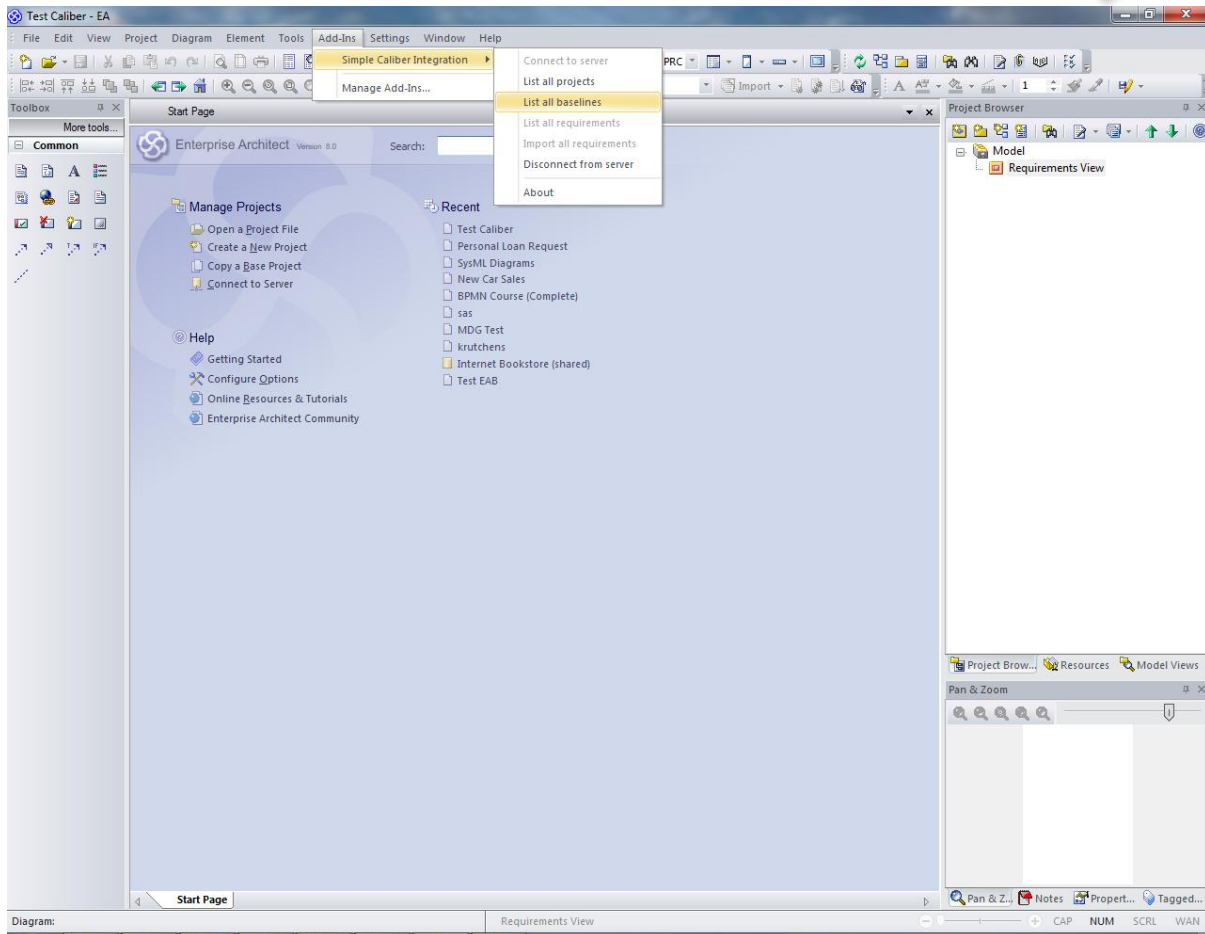 Test Caliber - EA
File Edit View Project Diagram Element Tools Add-Ins Settings Window Help
Simple Caliber Integration
Manage Add-Ins...
Connect to server
List all projects
List all baselines
List all requirements
Import all requirements
Disconnect from server
About
PRC
Import
A
1
Toolbox
More tools...
Common
A
Start Page
Enterprise Architect Version 8.0
Search:
Manage Projects
Open a Project File
Create a New Project
Copy a Base Project
Connect to Server
Help
Getting Started
Configure Options
Online Resources & Tutorials
Enterprise Architect Community
Recent
Test Caliber
Personal Loan Request
SysML Diagrams
New Car Sales
BPMN Course (Complete)
sas
MDG Test
krutchens
Internet Bookstore (shared)
Test EAB
Project Browser
Model
Requirements View
Project Brow... Resources Model Views
Pan & Zoom
Pan & Z... Notes Propert... Tagged...
Start Page
Diagram:
Requirements View
CAP NUM SCRL WAN